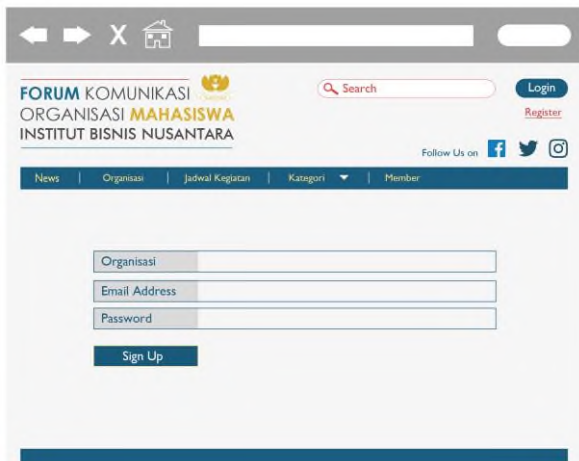 X
FORUM KOMUNIKASI
ORGANISASI MAHASISWA
INSTITUT BISNIS NUSANTARA
Search
Login
Register
Follow Us on
News | Organisasi | Jadwal Kegiatan | Kategori | Member
Organisasi
Email Address
Password
Sign Up